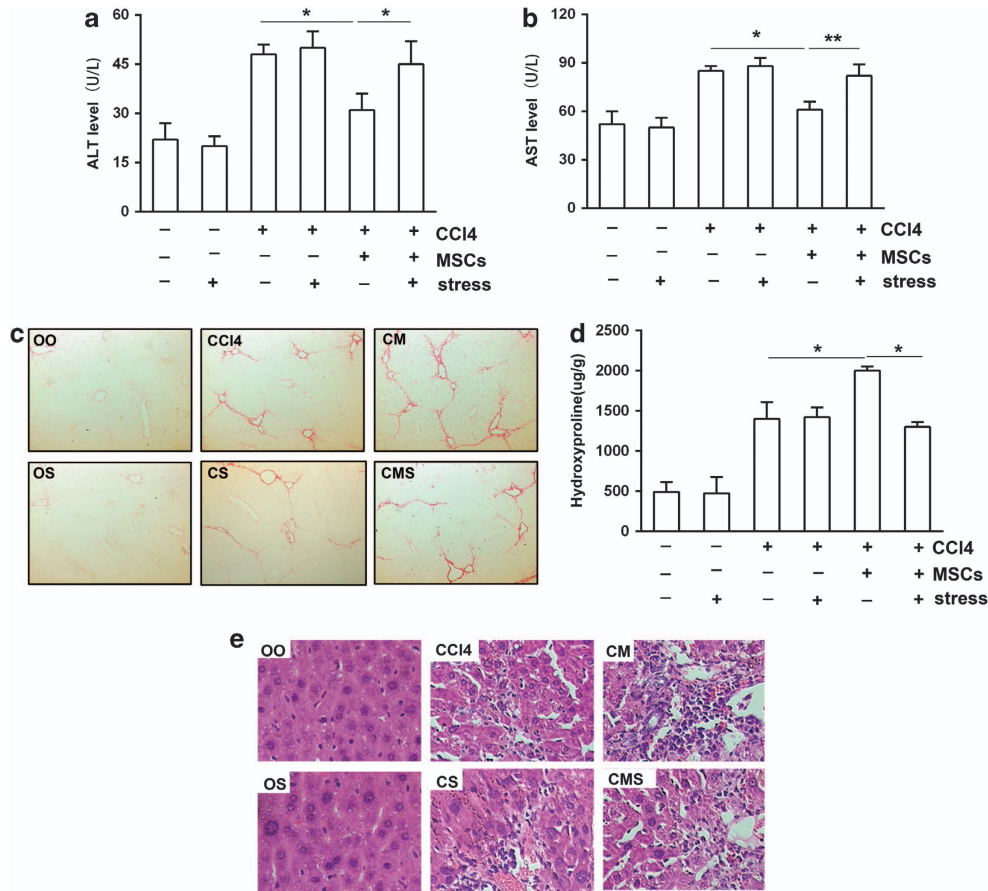 a
ALT level (U/L)
60
45
30
15
0
* *
– – + + + + CCl4
– – – – + + MSCs
– + – + – + stress
b
AST level (U/L)
120
90
60
30
0
* **
– – + + + + CCl4
– – – – + + MSCs
– + – + – + stress
c
OO CCl4 CM
OS CS CMS
d
Hydroxyproline(ug/g)
2500
2000
1500
1000
500
0
* *
– – + + + + CCl4
– – – – + + MSCs
– + – + – + stress
e
OO CCl4 CM
OS CS CMS